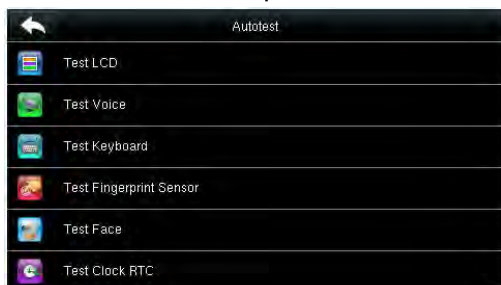 Autotest
Test LCD
Test Voice
Test Keyboard
Test Fingerprint Sensor
Test Face
Test Clock RTC